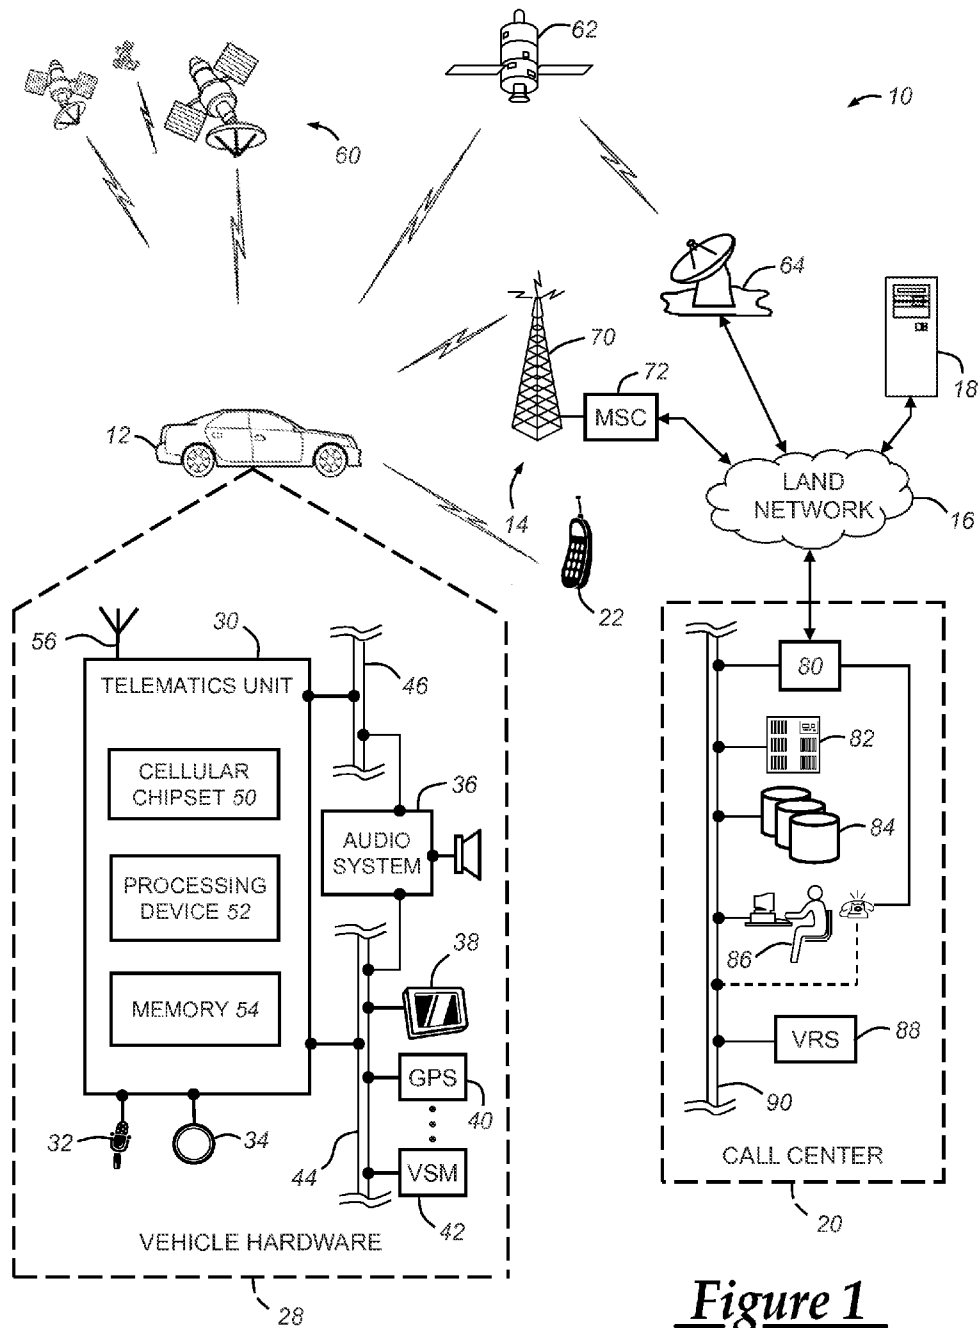 62
10
60
64
70
72
18
MSC
12
LAND
NETWORK
16
14
22
56
30
46
TELEMATICS UNIT
80
82
CELLULAR
CHIPSET 50
36
AUDIO
SYSTEM
84
PROCESSING
DEVICE 52
38
86
MEMORY 54
VRS
88
GPS
40
90
32
34
44
VSM
42
CALL CENTER
20
VEHICLE HARDWARE
28
Figure 1